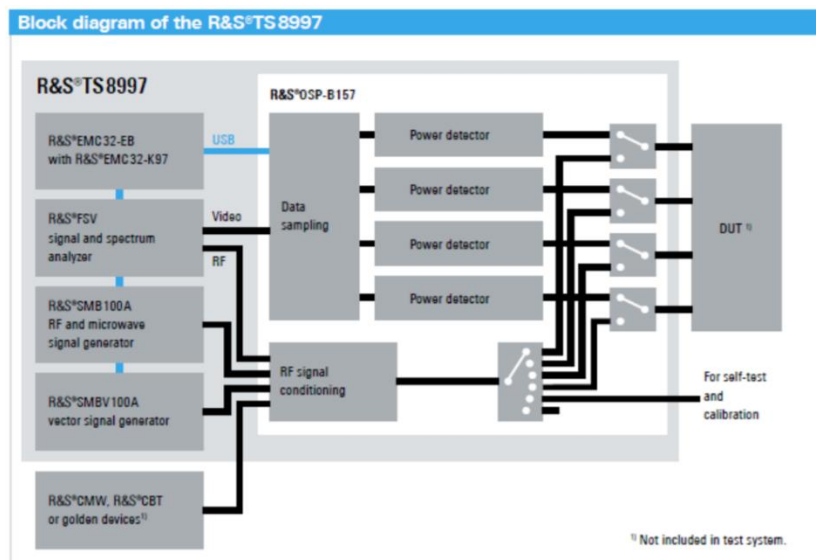 Block diagram of the R&S®TS 8997
R&S®TS 8997
R&S®OSP-B157
R&S®EMC32-EB
with R&S®EMC32-K97
USB
Data
sampling
Power detector
Power detector
Power detector
Power detector
R&S®FSV
signal and spectrum
analyzer
Video
RF
DUT ¹⁾
R&S®SMB100A
RF and microwave
signal generator
RF signal
conditioning
R&S®SMBV100A
vector signal generator
For self-test
and
calibration
R&S®CMW, R&S®CBT
or golden devices¹⁾
¹⁾ Not included in test system.